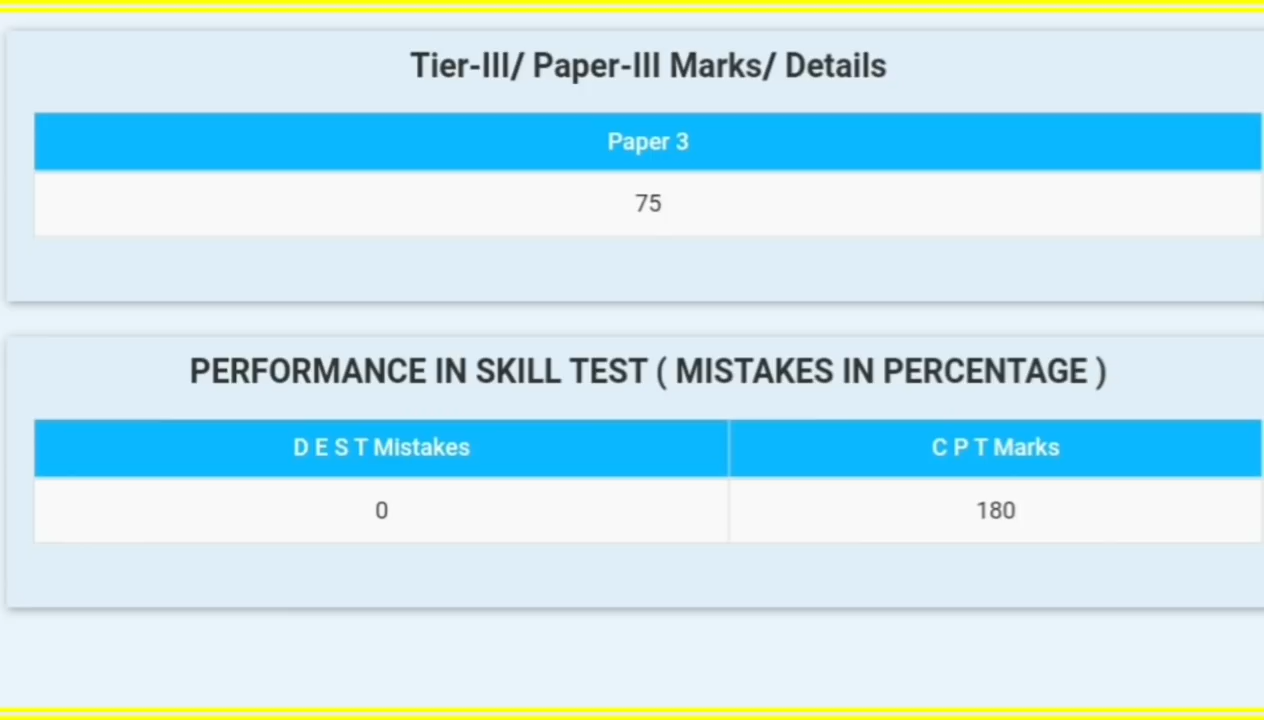 Tier-III/ Paper-III Marks/ Details
Paper 3
75
PERFORMANCE IN SKILL TEST ( MISTAKES IN PERCENTAGE )
D E S T Mistakes C P T Marks
0 180